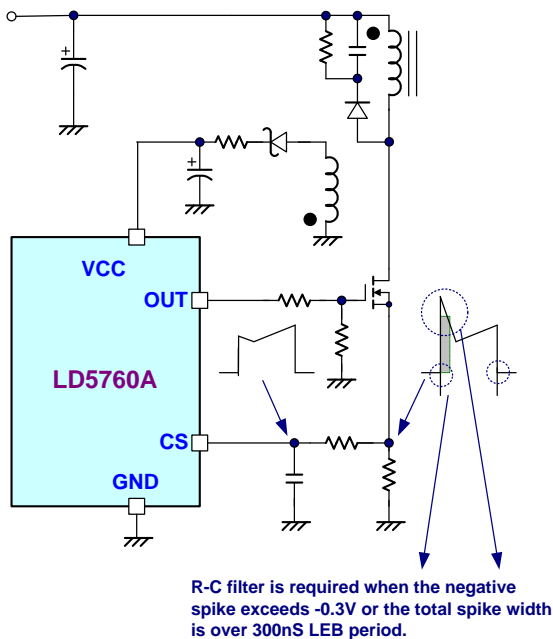 +
+
VCC
OUT
LD5760A
CS
GND
R-C filter is required when the negative
spike exceeds -0.3V or the total spike width
is over 300nS LEB period.